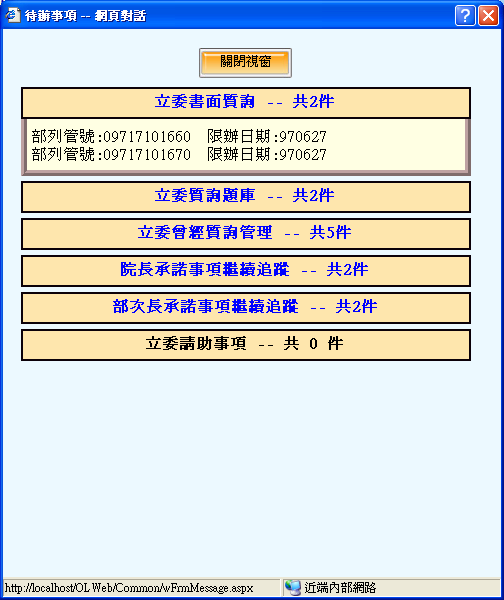 待辦事項 -- 網頁對話
關閉視窗
立委書面質詢 -- 共2件
部列管號:09717101660 限辦日期:970627
部列管號:09717101670 限辦日期:970627
立委質詢題庫 -- 共2件
立委曾經質詢管理 -- 共5件
院長承諾事項繼續追蹤 -- 共2件
部次長承諾事項繼續追蹤 -- 共2件
立委請助事項 -- 共 0 件
http://localhost/OLWeb/Common/wFrmMessage.aspx
近端內部網路